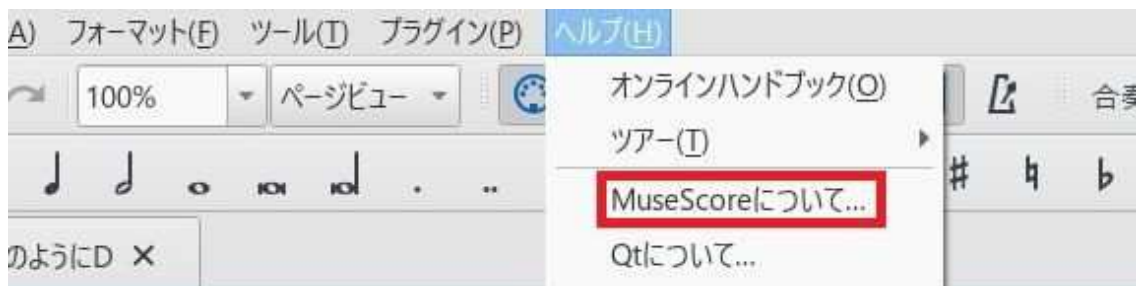 A) フォーマット(F) ツール(T) プラグイン(P) ヘルプ(H)
100% ページビュー 合奏
オンラインハンドブック(O)
ツアー(T)
MuseScoreについて...
のようにD ×
Qtについて...